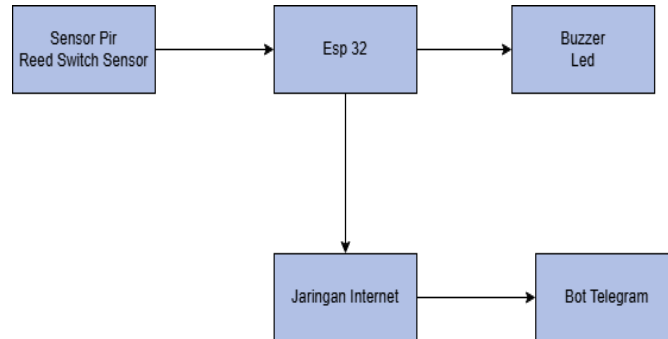 Sensor Pir
Reed Switch Sensor
Esp 32
Buzzer
Led
Jaringan Internet
Bot Telegram